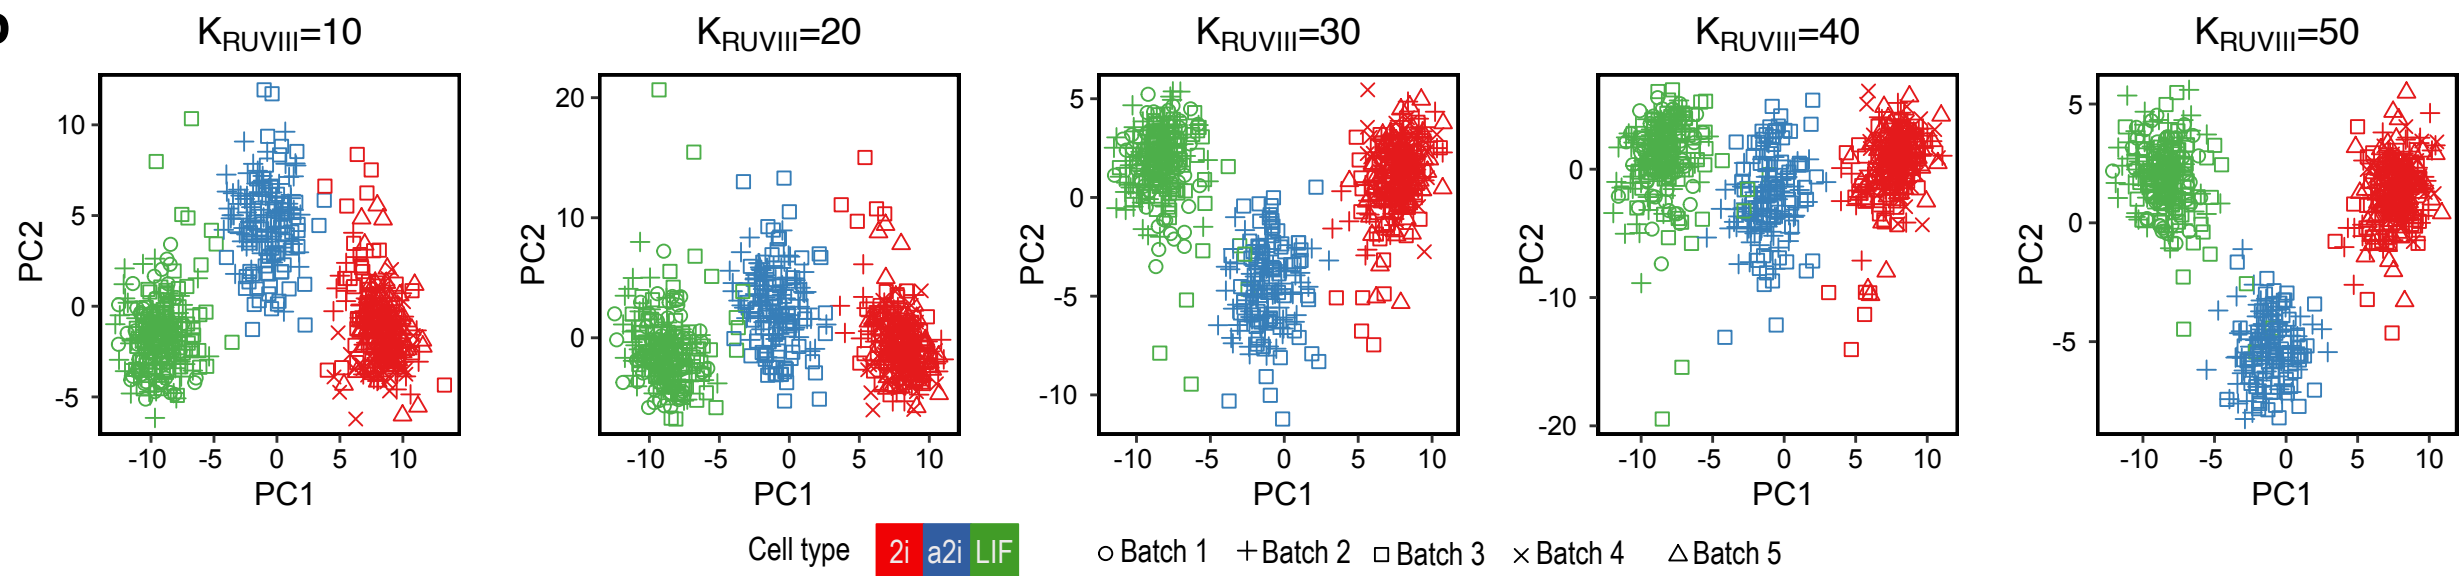 K_RUVIII=10 K_RUVIII=20 K_RUVIII=30 K_RUVIII=40 K_RUVIII=50
PC2
10
5
0
-5
-10 -5 0 5 10
PC1
PC2
20
10
0
-10 -5 0 5 10
PC1
PC2
5
0
-5
-10
-10 -5 0 5 10
PC1
PC2
0
-10
-20
-10 -5 0 5 10
PC1
PC2
5
0
-5
-10 -5 0 5 10
PC1
Cell type 2i a2i LIF Batch 1 Batch 2 Batch 3 Batch 4 Batch 5